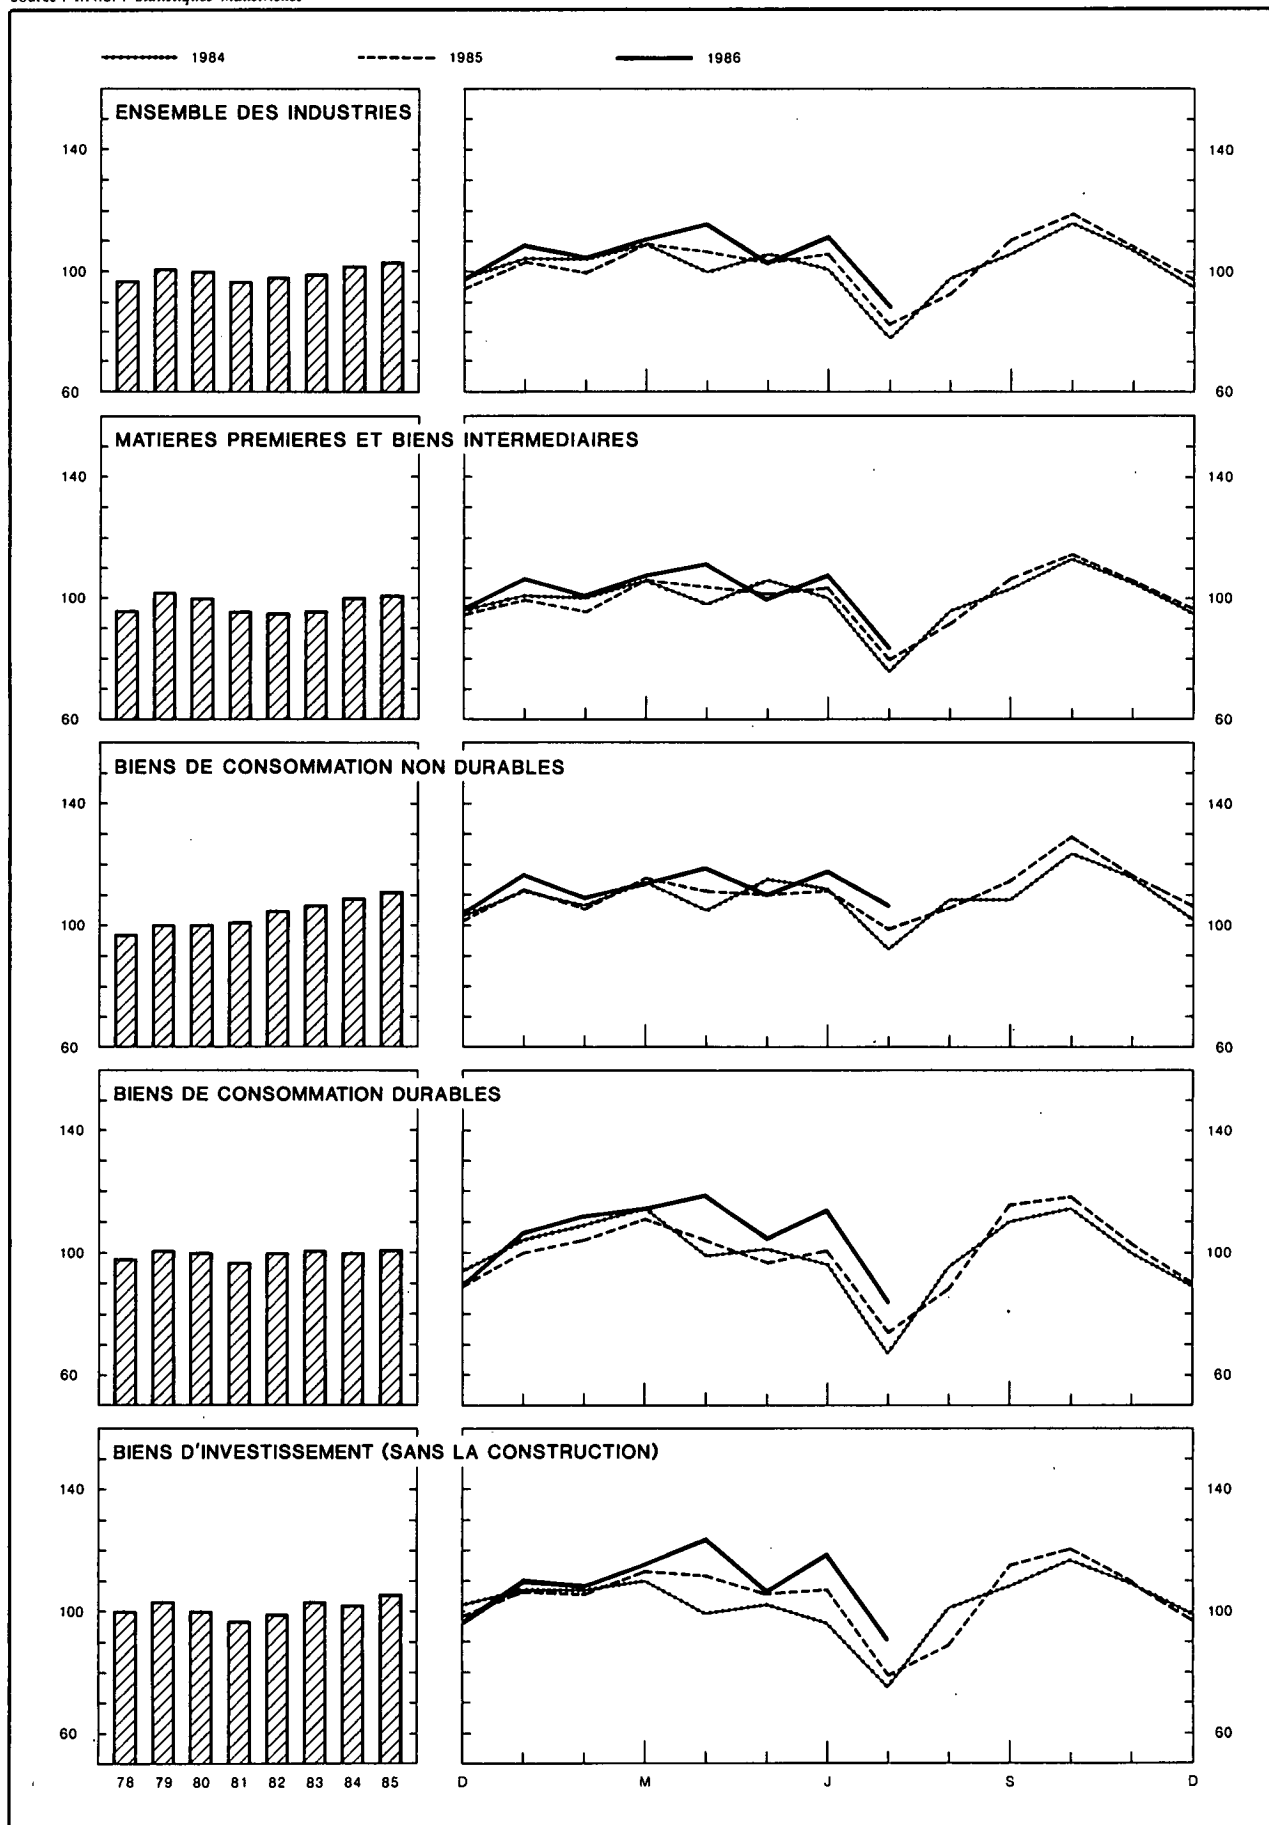 1984 1985 1986
ENSEMBLE DES INDUSTRIES
140 140
100 100
60 60
MATIERES PREMIERES ET BIENS INTERMEDIAIRES
140 140
100 100
60 60
BIENS DE CONSOMMATION NON DURABLES
140 140
100 100
60 60
BIENS DE CONSOMMATION DURABLES
140 140
100 100
60 60
BIENS D'INVESTISSEMENT (SANS LA CONSTRUCTION)
140 140
100 100
60 60
78 79 80 81 82 83 84 85 D M J S D